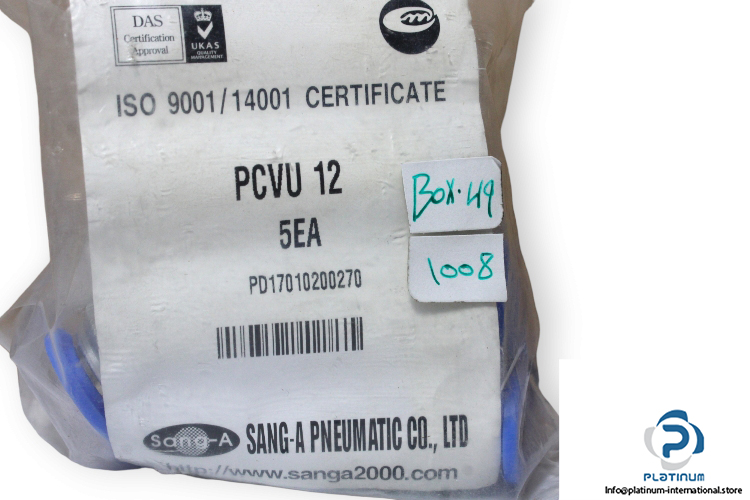 DAS
Certification
Approval
UKAS
QUALITY
MANAGEMENT
ISO 9001/14001 CERTIFICATE
PCVU 12
5EA
BOX.49
1008
PD17010200270
Sang-A
SANG-A PNEUMATIC CO., LTD
http://www.sanga2000.com
PLATINUM
Info@platinum-international.store